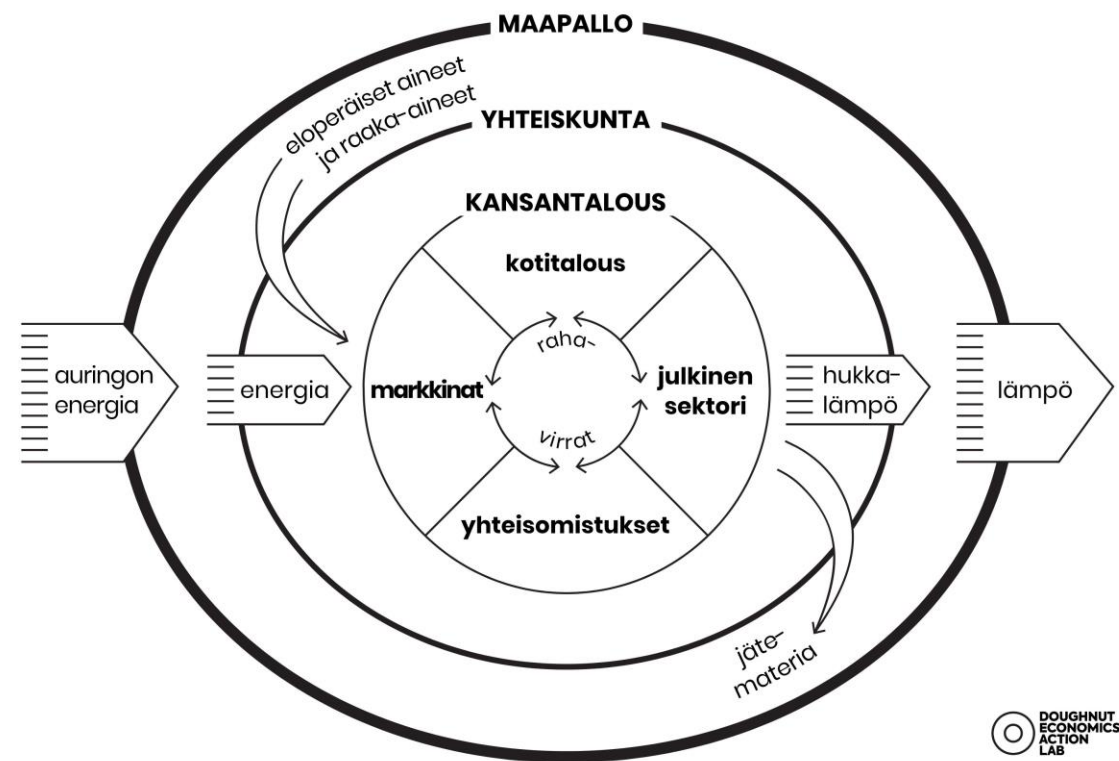 MAAPALLO
eloperäiset aineet
ja raaka-aineet
YHTEISKUNTA
KANSANTALOUS
kotitalous
raha-
auringon
energia
energia
markkinat
julkinen
sektori
hukka-
lämpö
lämpö
virrat
yhteisomistukset
jäte-
materia
DOUGHNUT
ECONOMICS
ACTION
LAB